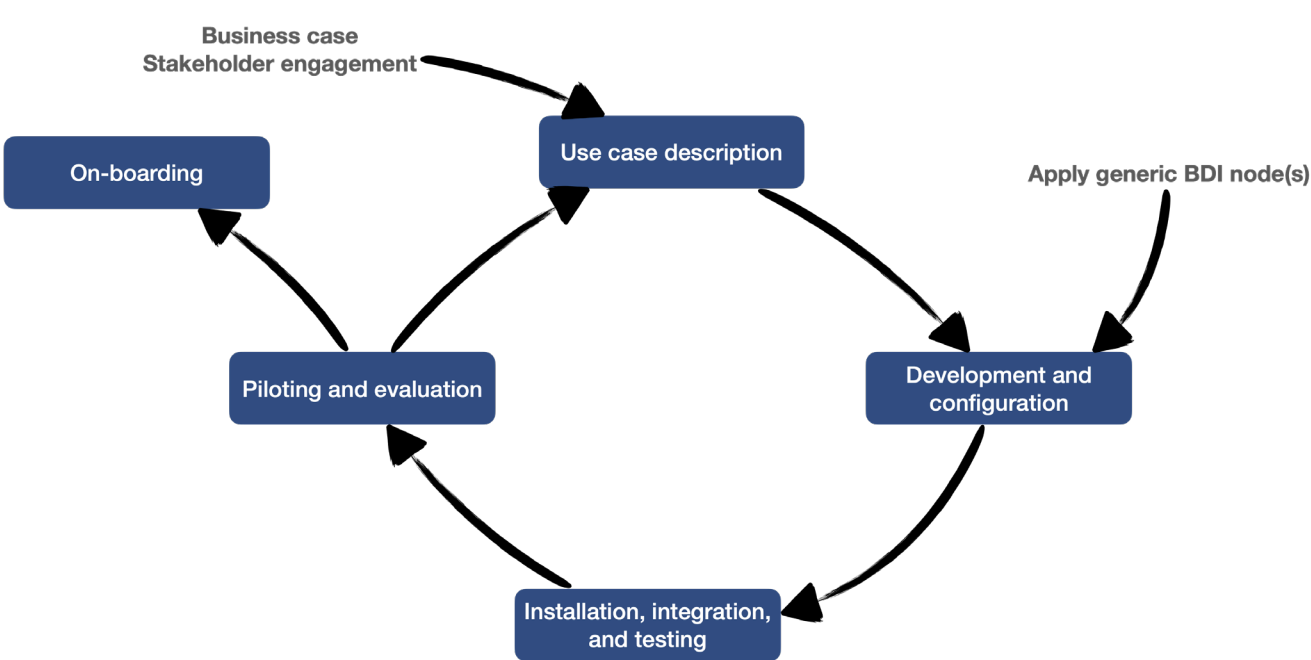 Business case
Stakeholder engagement
Use case description
On-boarding
Apply generic BDI node(s)
Piloting and evaluation
Development and
configuration
Installation, integration,
and testing